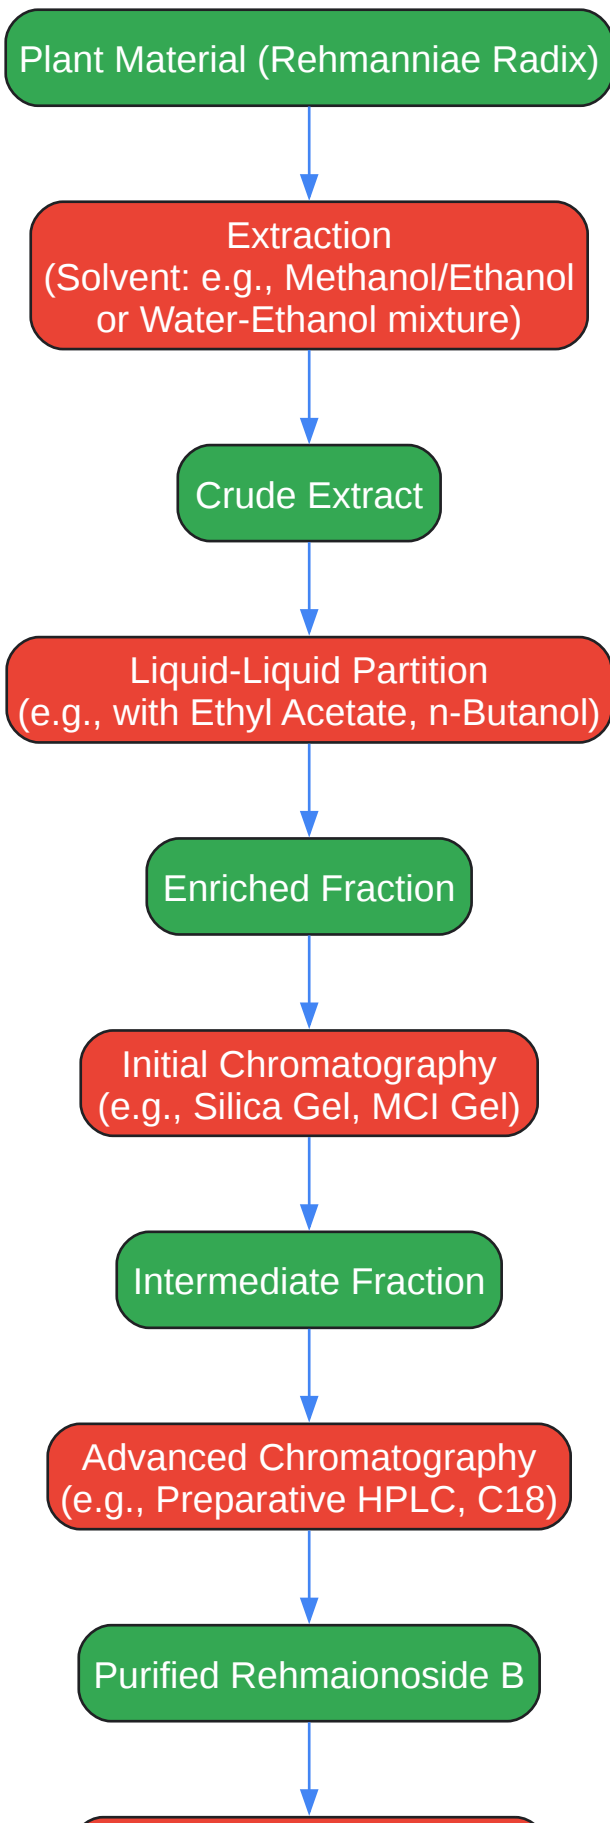 Plant Material (Rehmanniae Radix)
Extraction
(Solvent: e.g., Methanol/Ethanol
or Water-Ethanol mixture)
Crude Extract
Liquid-Liquid Partition
(e.g., with Ethyl Acetate, n-Butanol)
Enriched Fraction
Initial Chromatography
(e.g., Silica Gel, MCI Gel)
Intermediate Fraction
Advanced Chromatography
(e.g., Preparative HPLC, C18)
Purified Rehmaionoside B